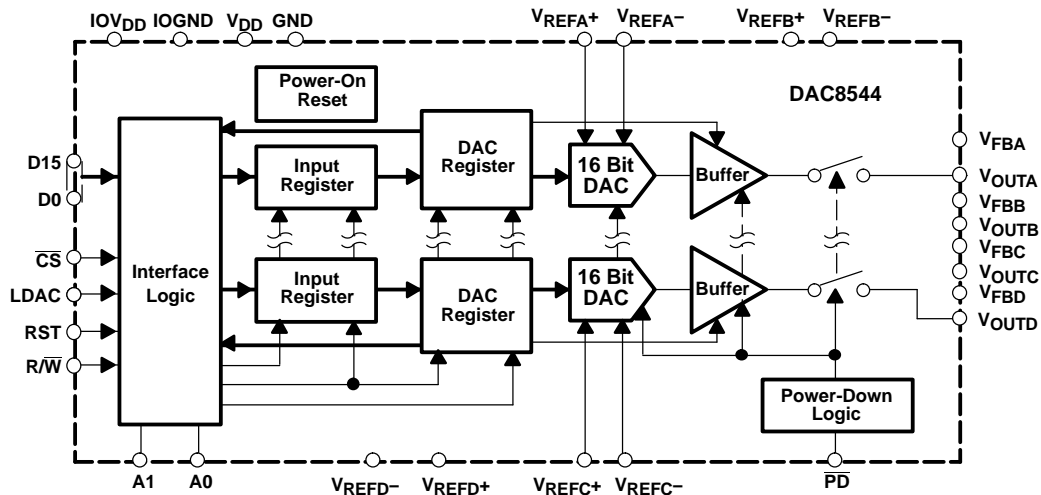 IOVDD IOGND VDD GND VREFA+ VREFA− VREFB+ VREFB−
Power-On
Reset
DAC8544
D15
D0
CS
LDAC
RST
R/W
Interface
Logic
Input
Register
DAC
Register
16 Bit
DAC
Buffer
Input
Register
DAC
Register
16 Bit
DAC
Buffer
VFBA
VOUTA
VFBB
VOUTB
VFBC
VOUTC
VFBD
VOUTD
Power-Down
Logic
A1 A0 VREFD− VREFD+ VREFC+ VREFC− PD